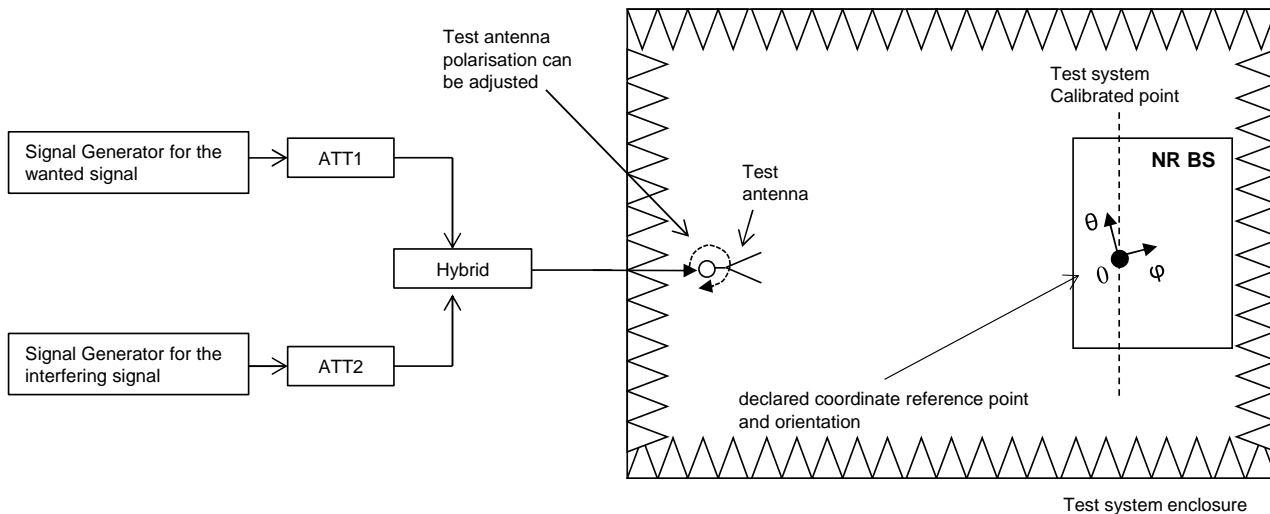 Test antenna
polarisation can
be adjusted
Test system
Calibrated point
Signal Generator for the
wanted signal
ATT1
NR BS
Test
antenna
Hybrid
θ
0
φ
Signal Generator for the
interfering signal
ATT2
declared coordinate reference point
and orientation
Test system enclosure